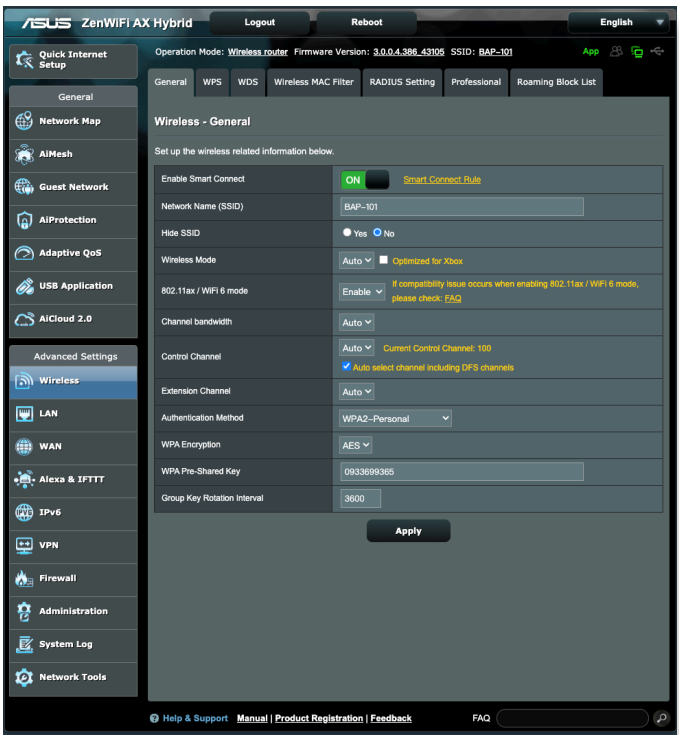 ASUS ZenWiFi AX Hybrid Logout Reboot English
Quick Internet Setup
Operation Mode: Wireless router Firmware Version: 3.0.0.4.386_43105 SSID: BAP-101 App
General WPS WDS Wireless MAC Filter RADIUS Setting Professional Roaming Block List
General
Network Map
AiMesh
Guest Network
AiProtection
Adaptive QoS
USB Application
AiCloud 2.0
Advanced Settings
Wireless
LAN
WAN
Alexa & IFTTT
IPv6
VPN
Firewall
Administration
System Log
Network Tools
Wireless - General
Set up the wireless related information below.
Enable Smart Connect ON Smart Connect Rule
Network Name (SSID) BAP-101
Hide SSID Yes No
Wireless Mode Auto Optimized for Xbox
802.11ax / WiFi 6 mode Enable If compatibility issue occurs when enabling 802.11ax / WiFi 6 mode,
please check: FAQ
Channel bandwidth Auto
Control Channel Auto Current Control Channel: 100
Auto select channel including DFS channels
Extension Channel Auto
Authentication Method WPA2-Personal
WPA Encryption AES
WPA Pre-Shared Key 0933699365
Group Key Rotation Interval 3600
Apply
Help & Support Manual | Product Registration | Feedback FAQ